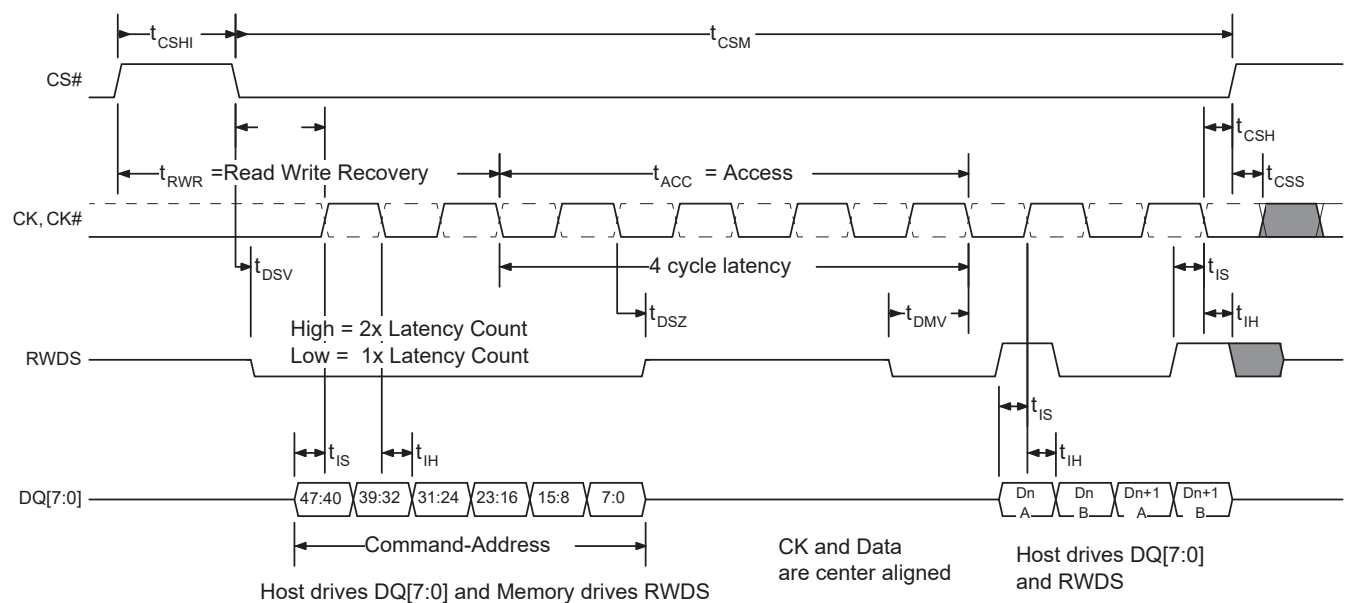 tCSHI
tCSM
CS#
tCSH
tRWR =Read Write Recovery
tACC = Access
tCSS
CK, CK#
tDSV
4 cycle latency
tIS
High = 2x Latency Count
Low = 1x Latency Count
tDSZ
tDMV
tIH
RWDS
tIS
tIS
tIH
tIH
DQ[7:0]
47:40 39:32 31:24 23:16 15:8 7:0
Dn A
Dn B
Dn+1 A
Dn+1 B
Command-Address
CK and Data
are center aligned
Host drives DQ[7:0]
and RWDS
Host drives DQ[7:0] and Memory drives RWDS